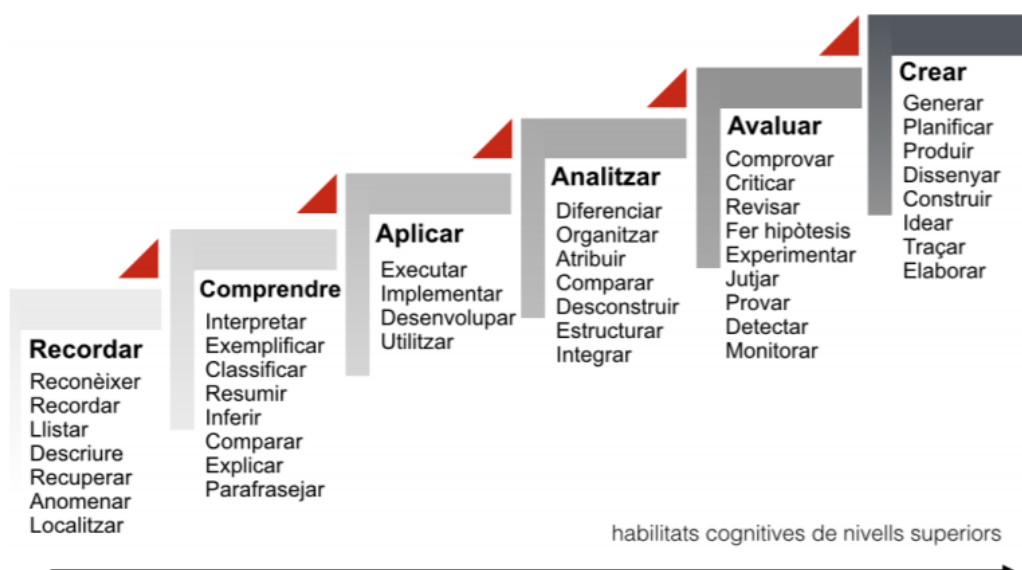 Recordar
Reconèixer
Recordar
Llistar
Descriure
Recuperar
Anomenar
Localitzar
Comprendre
Interpretar
Exemplificar
Classificar
Resumir
Inferir
Comparar
Explicar
Parafrasejar
Aplicar
Executar
Implementar
Desenvolupar
Utilitzar
Analitzar
Diferenciar
Organitzar
Atribuir
Comparar
Desconstruir
Estructurar
Integrar
Avaluar
Comprovar
Criticar
Revisar
Fer hipòtesis
Experimentar
Jutjar
Provar
Detectar
Monitorar
Crear
Generar
Planificar
Produir
Dissenyar
Construir
Idear
Traçar
Elaborar
habilitats cognitives de nivells superiors